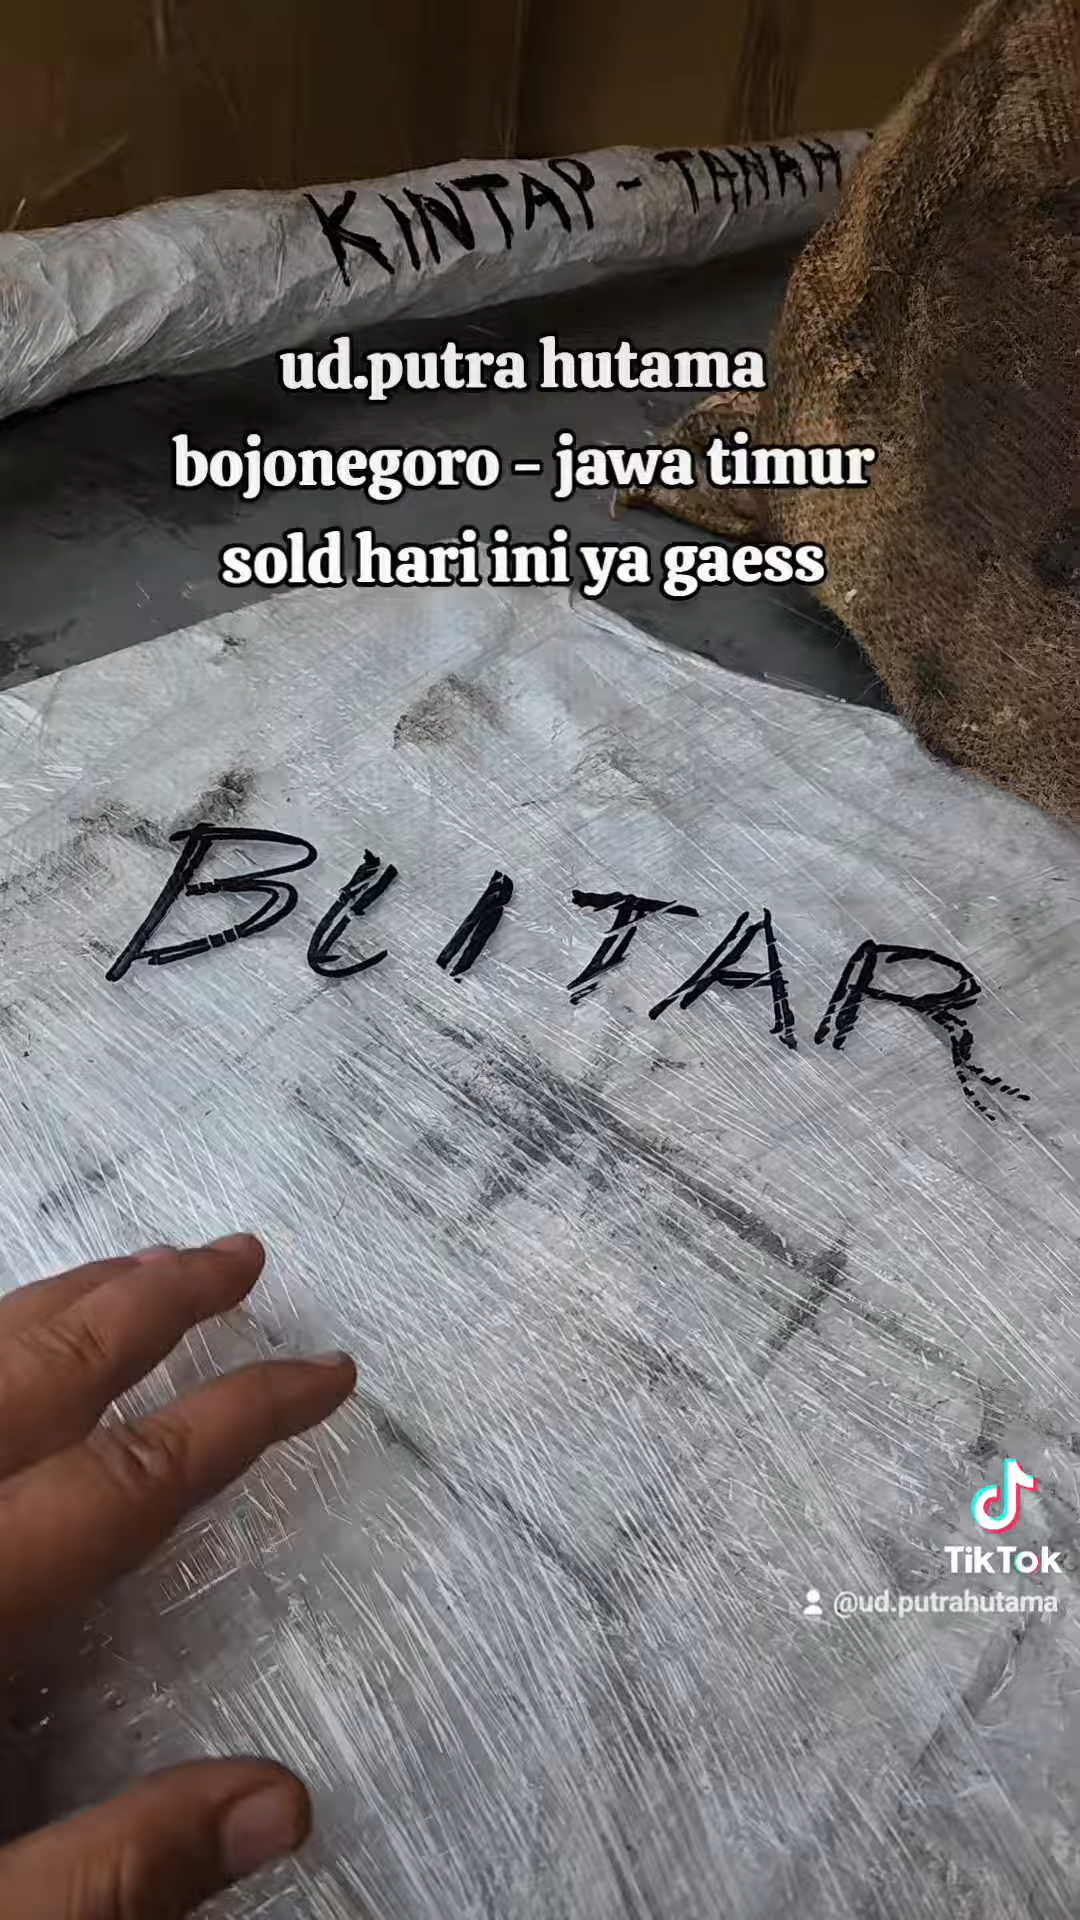 KINTAP - TANAH
ud.putra hutama
bojonegoro - jawa timur
sold hari ini ya gaess
BLITAR
TikTok
@ud.putrahutama